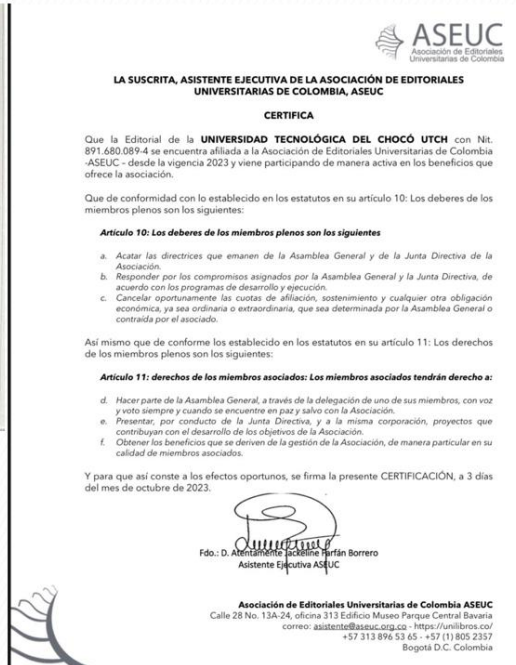 ASEUC
Asociación de Editoriales
Universitarias de Colombia
LA SUSCRITA, ASISTENTE EJECUTIVA DE LA ASOCIACIÓN DE EDITORIALES
UNIVERSITARIAS DE COLOMBIA, ASEUC
CERTIFICA
Que la Editorial de la UNIVERSIDAD TECNOLÓGICA DEL CHOCÓ UTCH con Nit.
891.680.089-4 se encuentra afiliada a la Asociación de Editoriales Universitarias de Colombia
-ASEUC – desde la vigencia 2023 y viene participando de manera activa en los beneficios que
ofrece la asociación.
Que de conformidad con lo establecido en los estatutos en su artículo 10: Los deberes de los
miembros plenos son los siguientes:
Artículo 10: Los deberes de los miembros plenos son los siguientes
a. Acatar las directrices que emanen de la Asamblea General y de la Junta Directiva de la
Asociación.
b. Responder por los compromisos asignados por la Asamblea General y la Junta Directiva, de
acuerdo con los programas de desarrollo y ejecución.
c. Cancelar oportunamente las cuotas de afiliación, sostenimiento y cualquier otra obligación
económica, ya sea ordinaria o extraordinaria, que sea determinada por la Asamblea General o
contraída por el asociado.
Así mismo que de conforme los establecido en los estatutos en su artículo 11: Los derechos
de los miembros plenos son los siguientes:
Artículo 11: derechos de los miembros asociados: Los miembros asociados tendrán derecho a:
d. Hacer parte de la Asamblea General, a través de la delegación de uno de sus miembros, con voz
y voto siempre y cuando se encuentre en paz y salvo con la Asociación.
e. Presentar, por conducto de la Junta Directiva, y a la misma corporación, proyectos que
contribuyan con el desarrollo de los objetivos de la Asociación.
f. Obtener los beneficios que se deriven de la gestión de la Asociación, de manera particular en su
calidad de miembros asociados.
Y para que así conste a los efectos oportunos, se firma la presente CERTIFICACIÓN, a 3 días
del mes de octubre de 2023.
Fdo.: D. Atentamente Jackeline Farfán Borrero
Asistente Ejecutiva ASEUC
Asociación de Editoriales Universitarias de Colombia ASEUC
Calle 28 No. 13A-24, oficina 313 Edificio Museo Parque Central Bavaria
correo: asistente@aseuc.org.co - https://unilibros.co/
+57 313 896 53 65 - +57 (1) 805 2357
Bogotá D.C. Colombia